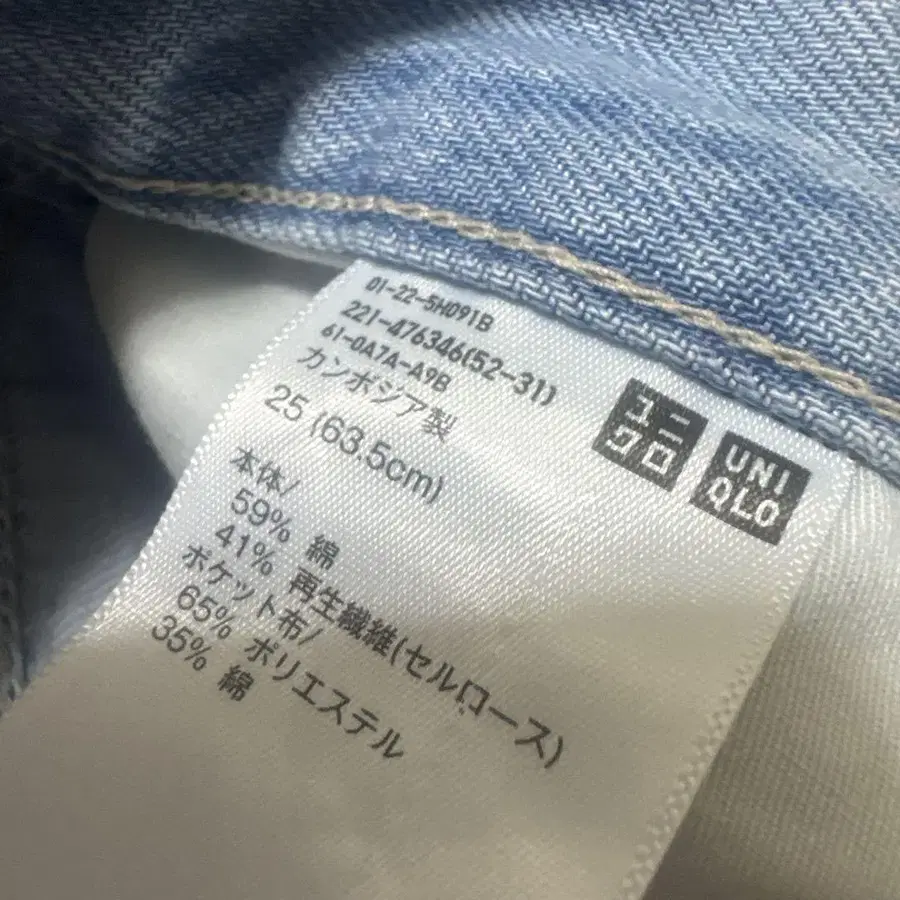 01-22-5H091B
221-476346(52-31)
61-0A7A-A9B
カンボジア製
25 (63.5cm)
ユニ
クロ
UNI
QLO
本体/
59% 綿
41% 再生繊維(セルロース)
ポケット布/
65% ポリエステル
35% 綿